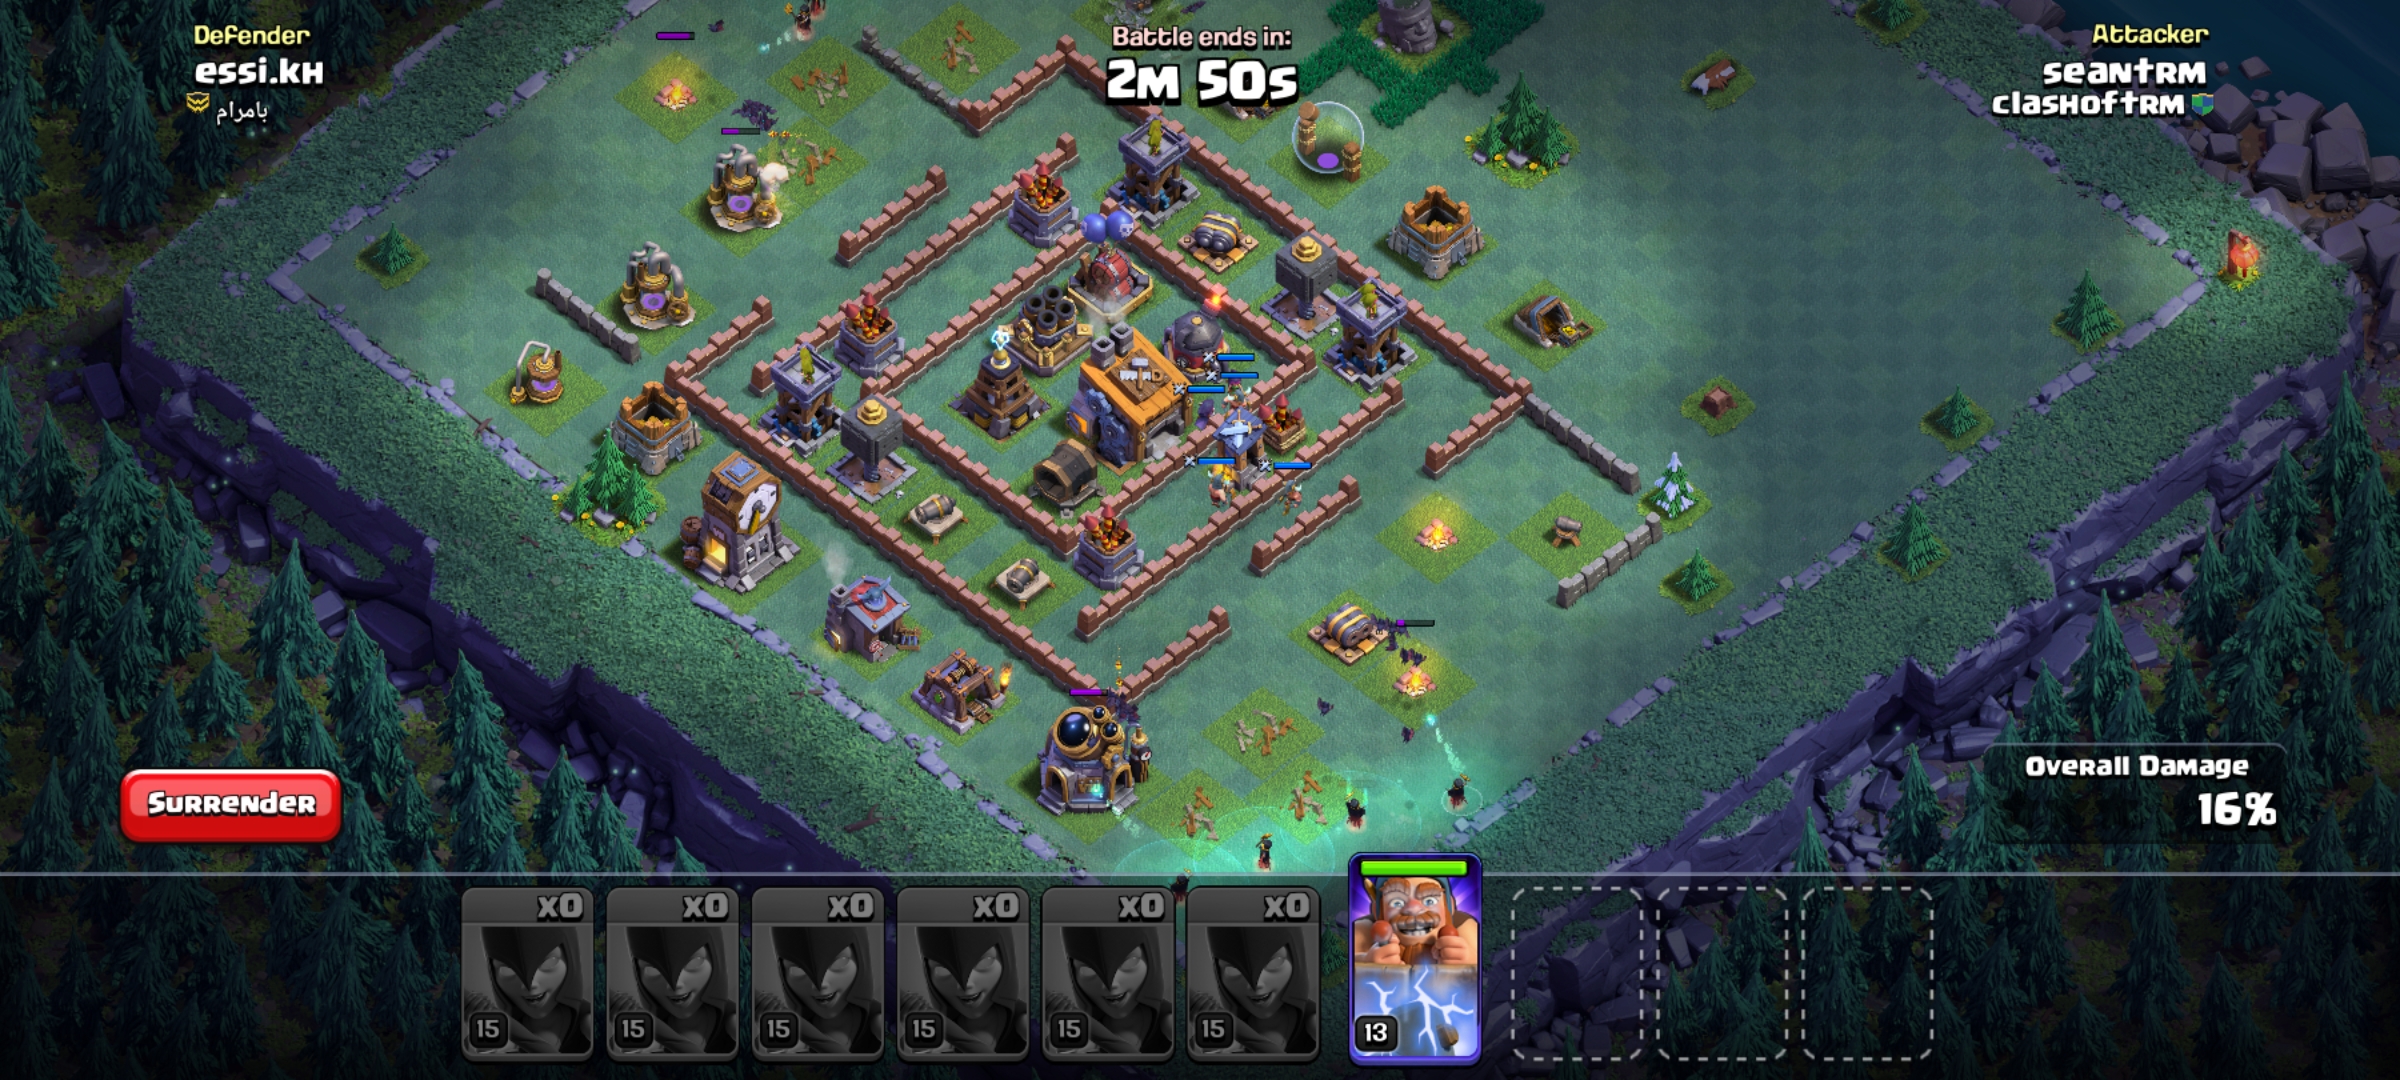 Defender
essi.kh
بامرام
Battle ends in:
2m 50s
Attacker
seantrm
clashoftrm
Surrender
Overall Damage
16%
x0
x0
x0
x0
x0
x0
15
15
15
15
15
15
13